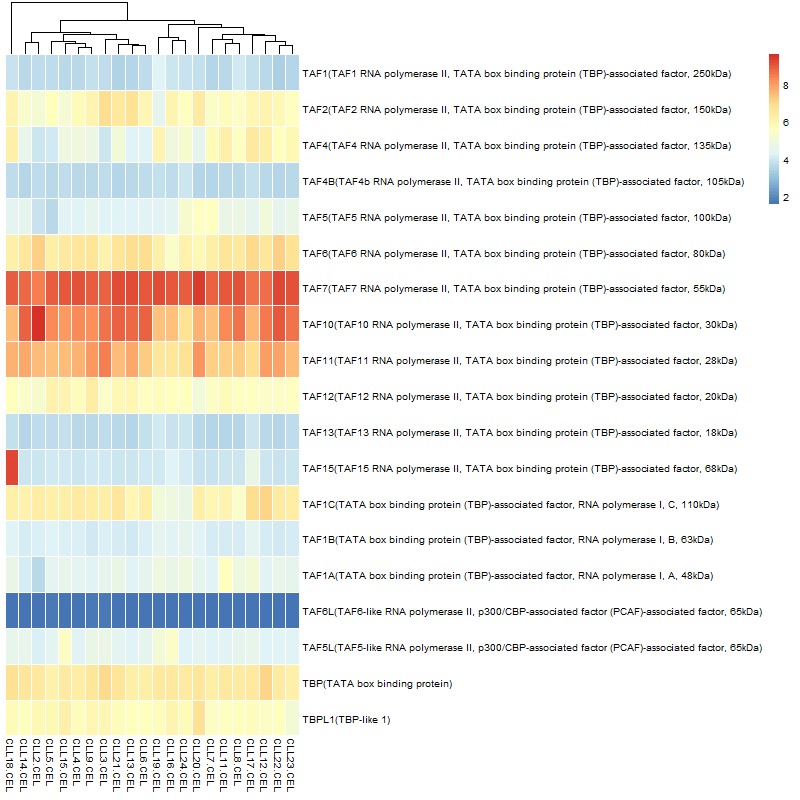 TAF1(TAF1 RNA polymerase II, TATA box binding protein (TBP)-associated factor, 250kDa)
TAF2(TAF2 RNA polymerase II, TATA box binding protein (TBP)-associated factor, 150kDa)
TAF4(TAF4 RNA polymerase II, TATA box binding protein (TBP)-associated factor, 135kDa)
TAF4B(TAF4b RNA polymerase II, TATA box binding protein (TBP)-associated factor, 105kDa)
TAF5(TAF5 RNA polymerase II, TATA box binding protein (TBP)-associated factor, 100kDa)
TAF6(TAF6 RNA polymerase II, TATA box binding protein (TBP)-associated factor, 80kDa)
TAF7(TAF7 RNA polymerase II, TATA box binding protein (TBP)-associated factor, 55kDa)
TAF10(TAF10 RNA polymerase II, TATA box binding protein (TBP)-associated factor, 30kDa)
TAF11(TAF11 RNA polymerase II, TATA box binding protein (TBP)-associated factor, 28kDa)
TAF12(TAF12 RNA polymerase II, TATA box binding protein (TBP)-associated factor, 20kDa)
TAF13(TAF13 RNA polymerase II, TATA box binding protein (TBP)-associated factor, 18kDa)
TAF15(TAF15 RNA polymerase II, TATA box binding protein (TBP)-associated factor, 68kDa)
TAF1C(TATA box binding protein (TBP)-associated factor, RNA polymerase I, C, 110kDa)
TAF1B(TATA box binding protein (TBP)-associated factor, RNA polymerase I, B, 63kDa)
TAF1A(TATA box binding protein (TBP)-associated factor, RNA polymerase I, A, 48kDa)
TAF6L(TAF6-like RNA polymerase II, p300/CBP-associated factor (PCAF)-associated factor, 65kDa)
TAF5L(TAF5-like RNA polymerase II, p300/CBP-associated factor (PCAF)-associated factor, 65kDa)
TBP(TATA box binding protein)
TBPL1(TBP-like 1)
8
6
4
2
CLL18.CEL
CLL14.CEL
CLL2.CEL
CLL5.CEL
CLL15.CEL
CLL4.CEL
CLL9.CEL
CLL3.CEL
CLL21.CEL
CLL13.CEL
CLL6.CEL
CLL19.CEL
CLL16.CEL
CLL24.CEL
CLL20.CEL
CLL7.CEL
CLL11.CEL
CLL8.CEL
CLL17.CEL
CLL12.CEL
CLL22.CEL
CLL23.CEL